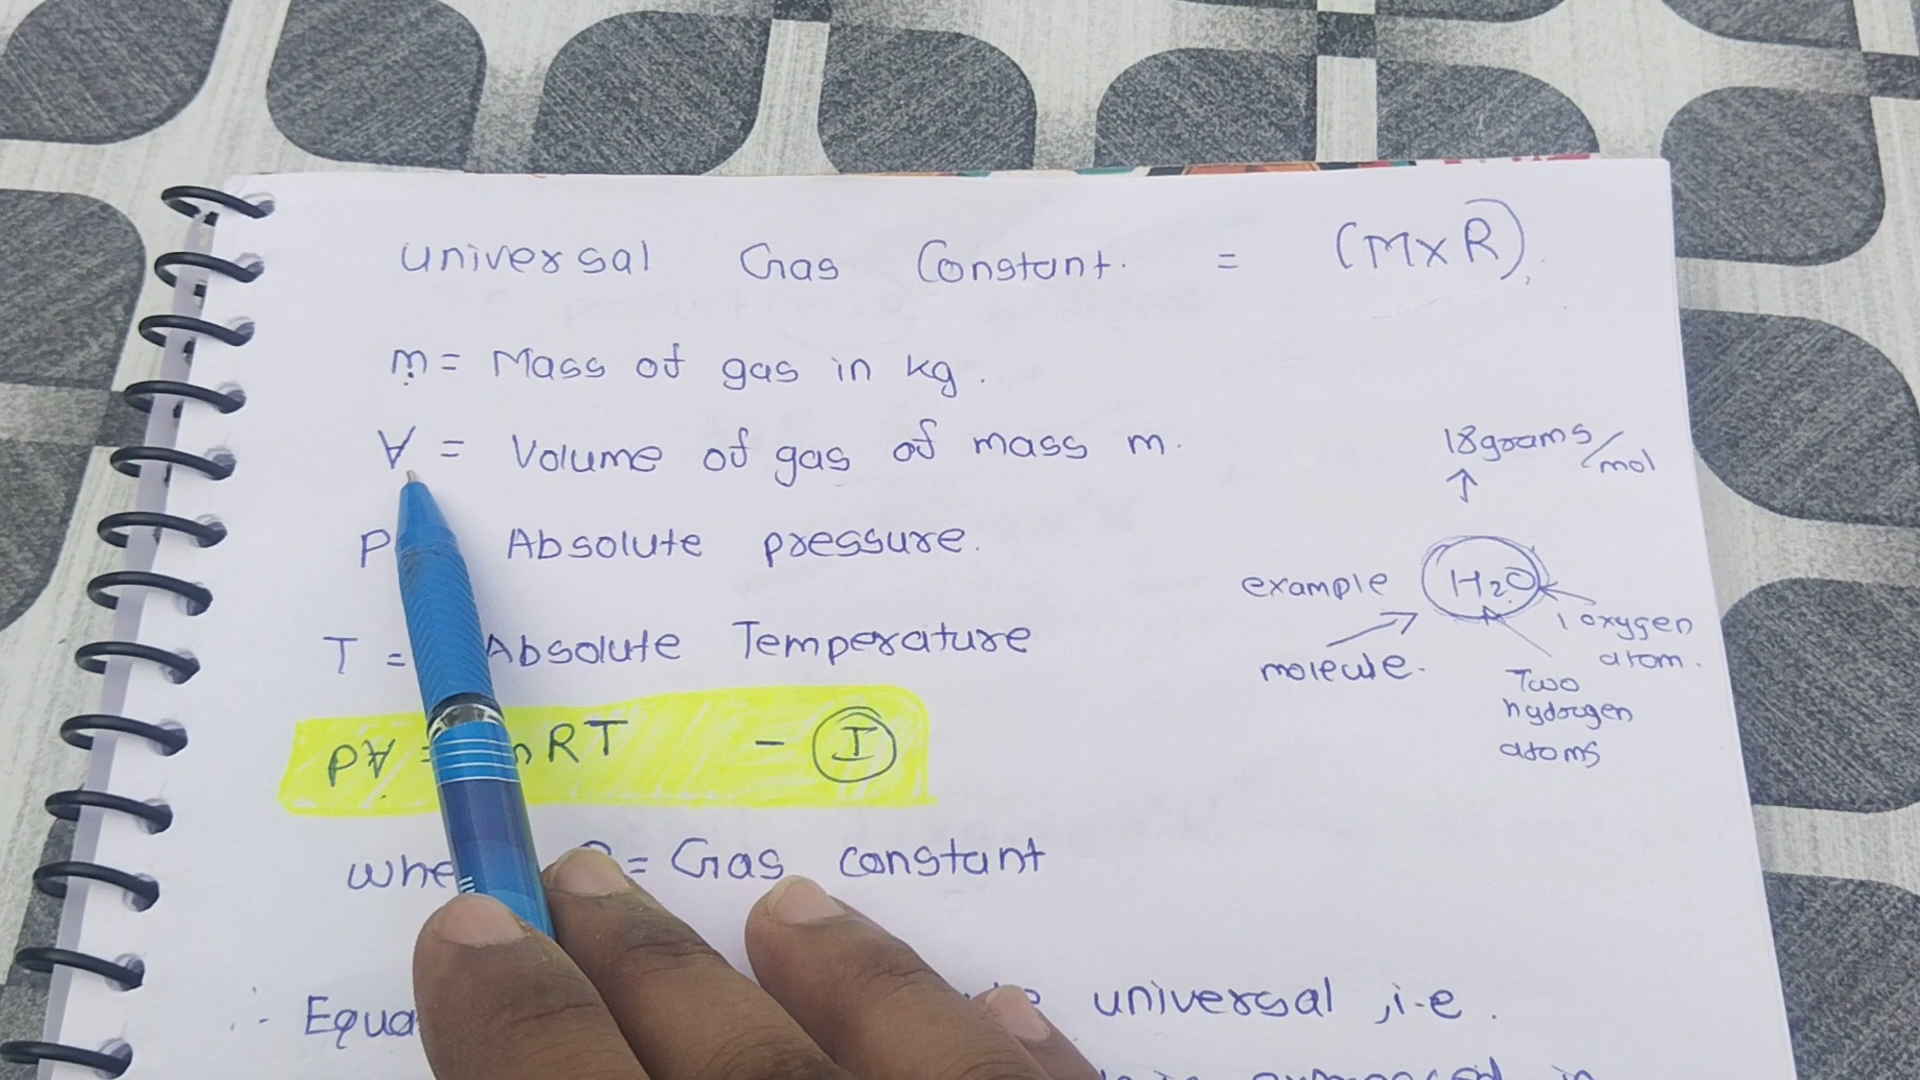 universal Gas Constant. = (M×R),
m = Mass of gas in kg.
∀ = Volume of gas of mass m.
P Absolute pressure.
T = Absolute Temperature
P∀ = RT - I
= Gas constant
universal, i.e.
in
18grams/mol
↑
example H₂O
molecule.
1 oxygen
atom.
Two
hydrogen
atoms